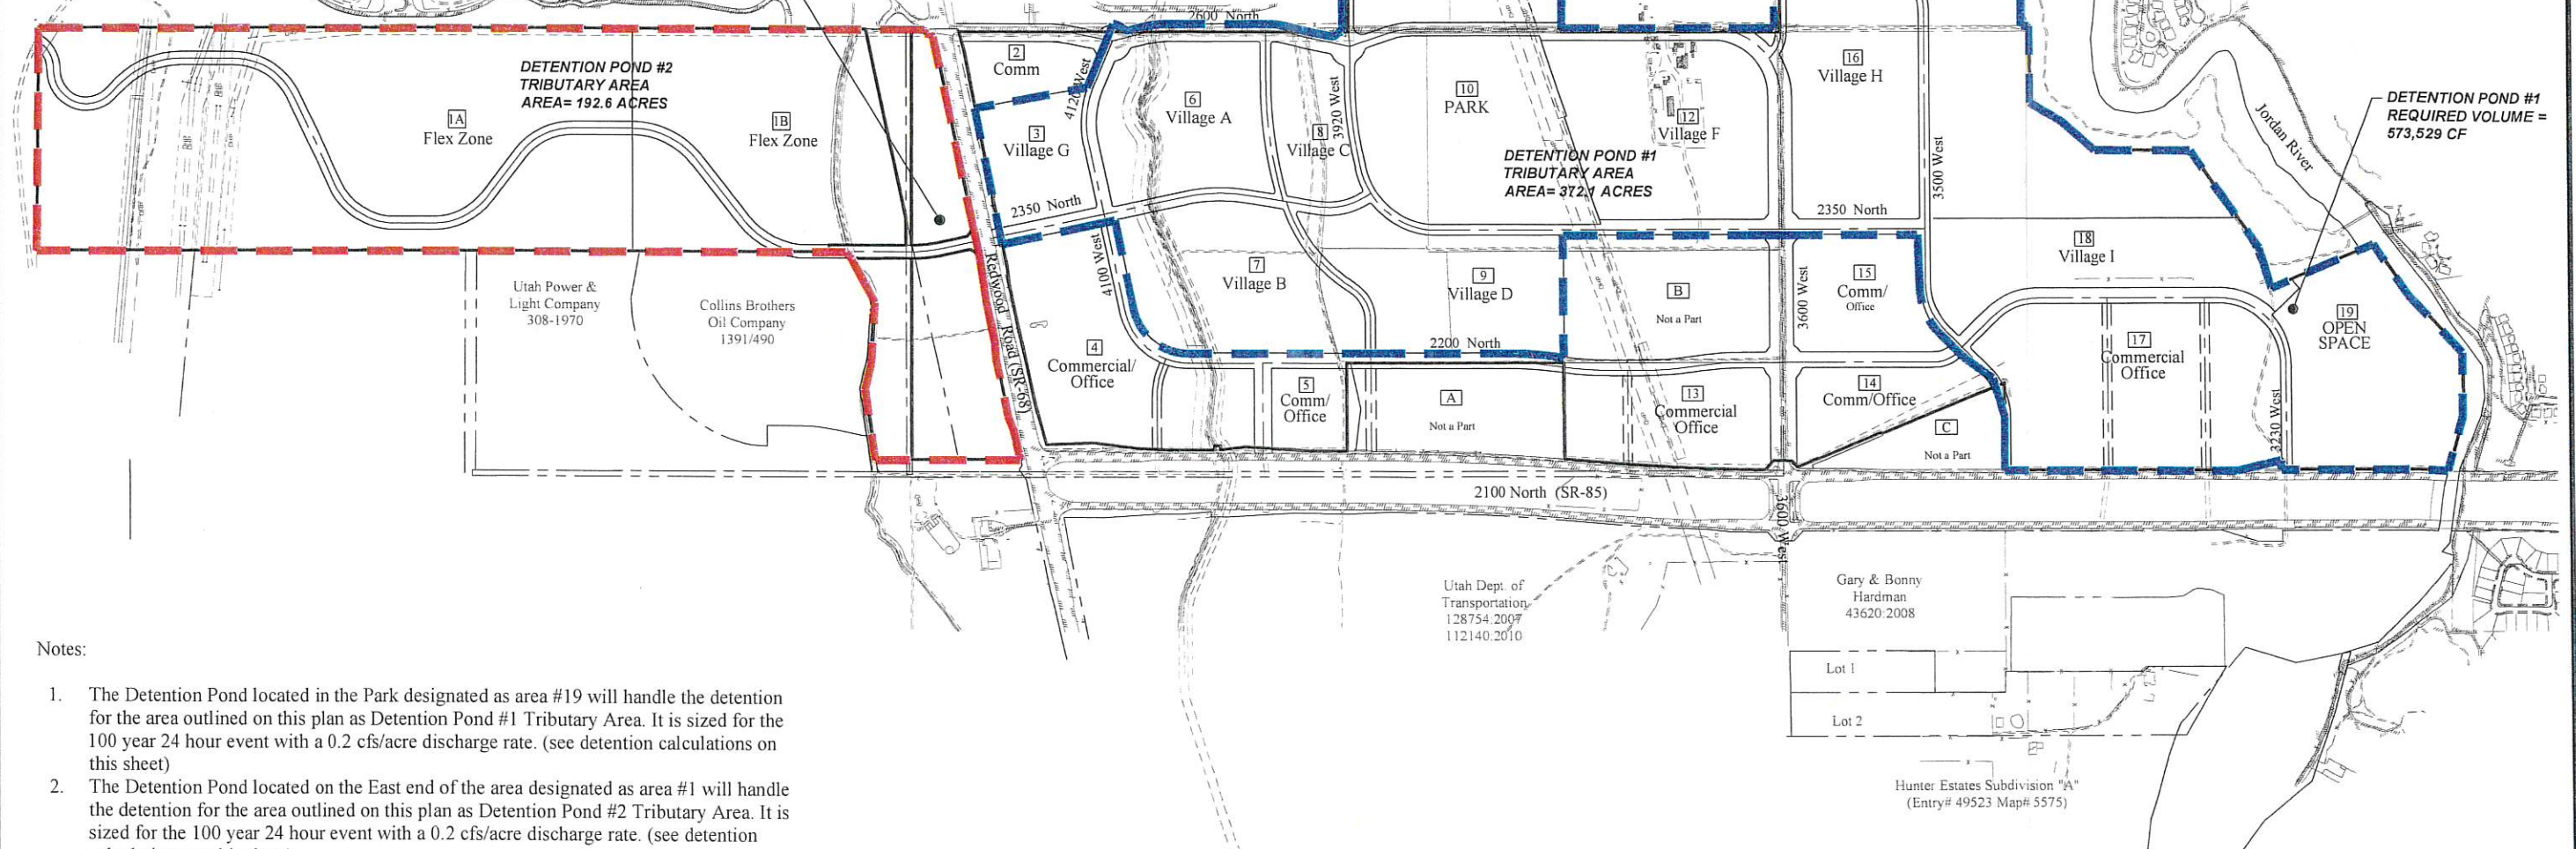 2600 North
DETENTION POND #2
TRIBUTARY AREA
AREA= 192.6 ACRES
1A
Flex Zone
1B
Flex Zone
2
Comm
4120 West
3
Village G
6
Village A
8
Village C
3920 West
10
PARK
12
Village F
16
Village H
3500 West
DETENTION POND #1
TRIBUTARY AREA
AREA= 372.1 ACRES
Jordan River
DETENTION POND #1
REQUIRED VOLUME =
573,529 CF
2350 North
2350 North
Utah Power &
Light Company
308-1970
Collins Brothers
Oil Company
1391/490
Redwood Road (SR-68)
4100 West
7
Village B
9
Village D
B
Not a Part
3600 West
15
Comm/
Office
18
Village I
19
OPEN
SPACE
4
Commercial/
Office
2200 North
5
Comm/
Office
A
Not a Part
13
Commercial
Office
14
Comm/Office
C
Not a Part
17
Commercial
Office
3230 West
2100 North (SR-85)
3600 West
Utah Dept. of
Transportation
128754:2007
112140:2010
Gary & Bonny
Hardman
43620:2008
Lot 1
Lot 2
Hunter Estates Subdivision "A"
(Entry# 49523 Map# 5575)
Notes:
1. The Detention Pond located in the Park designated as area #19 will handle the detention
for the area outlined on this plan as Detention Pond #1 Tributary Area. It is sized for the
100 year 24 hour event with a 0.2 cfs/acre discharge rate. (see detention calculations on
this sheet)
2. The Detention Pond located on the East end of the area designated as area #1 will handle
the detention for the area outlined on this plan as Detention Pond #2 Tributary Area. It is
sized for the 100 year 24 hour event with a 0.2 cfs/acre discharge rate. (see detention